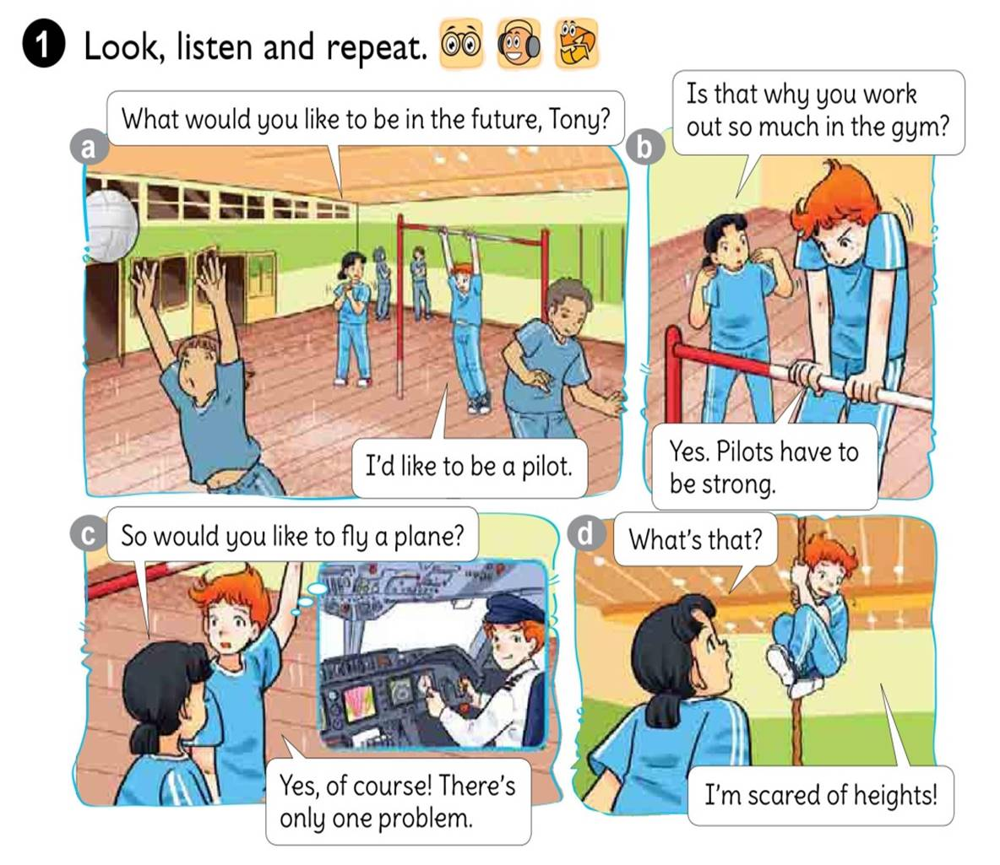 1 Look, listen and repeat.
a
What would you like to be in the future, Tony?
I'd like to be a pilot.
b
Is that why you work
out so much in the gym?
Yes. Pilots have to
be strong.
c
So would you like to fly a plane?
Yes, of course! There's
only one problem.
d
What's that?
I'm scared of heights!